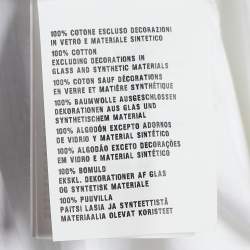 100% COTONE ESCLUSO DECORAZIONI
IN VETRO E MATERIALE SINTETICO
100% COTTON
EXCLUDING DECORATIONS IN
GLASS AND SYNTHETIC MATERIALS
100% COTON SAUF DÉCORATIONS
EN VERRE ET MATIÈRE SYNTHÉTIQUE
100% BAUMWOLLE AUSGESCHLOSSEN
DEKORATIONEN AUS GLAS UND
SYNTHETISCHEM MATERIAL
100% ALGODÓN EXCEPTO ADORNOS
DE VIDRIO Y MATERIAL SINTÉTICO
100% ALGODÃO EXCETO DECORAÇÕES
EM VIDRO E MATERIAL SINTÉTICO
100% BOMULD
EKSKL. DEKORATIONER AF GLAS
OG SYNTETISK MATERIALE
100% PUUVILLA
PAITSI LASIA JA SYNTEETTISTÄ
MATERIAALIA OLEVAT KORISTEET